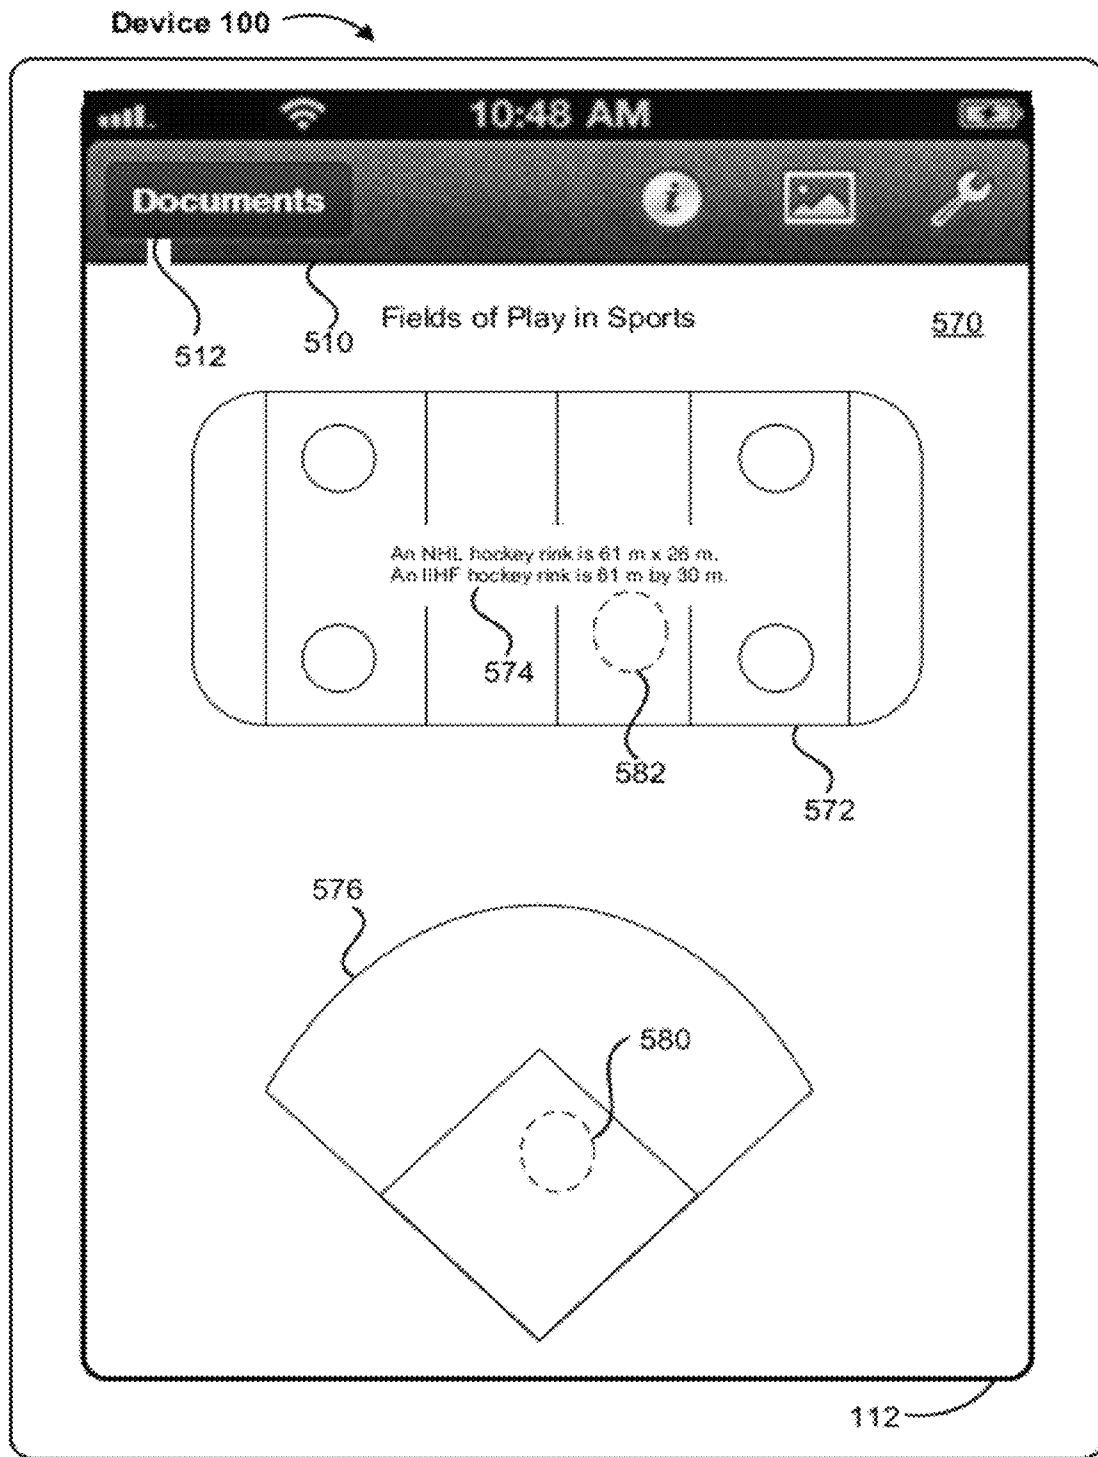 Device 100
10:48 AM
Documents
i
512
510
Fields of Play in Sports
570
An NHL hockey rink is 61 m x 26 m.
An IIHF hockey rink is 61 m by 30 m.
574
582
572
576
580
112